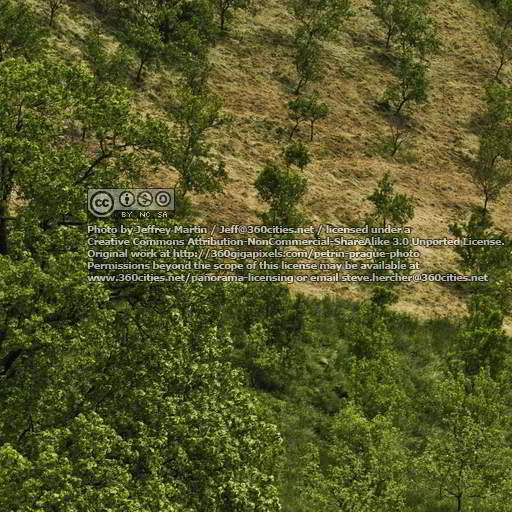 cc
BY NC SA
Photo by Jeffrey Martin / Jeff@360cities.net / licensed under a
Creative Commons Attribution-NonCommercial-ShareAlike 3.0 Unported License.
Original work at http://360gigapixels.com/petrin-prague-photo
Permissions beyond the scope of this license may be available at
www.360cities.net/panorama-licensing or email steve.hercher@360cities.net